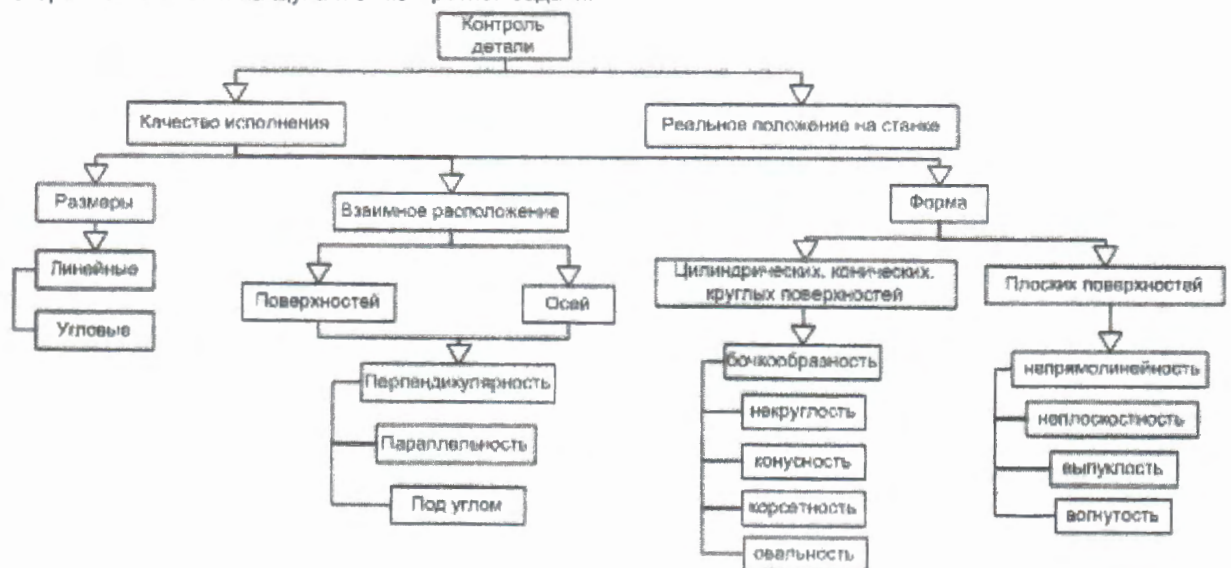 Контроль
детали
Качество исполнения
Реальное положение на станке
Размеры
Взаимное расположение
Форма
Линейные
Угловые
Поверхностей
Осей
Цилиндрических, конических,
круглых поверхностей
Плоских поверхностей
Перпендикулярность
Параллельность
Под углом
бочкообразность
некруглость
конусность
корсетность
овальность
непрямолинейность
неплоскостность
выпуклость
вогнутость